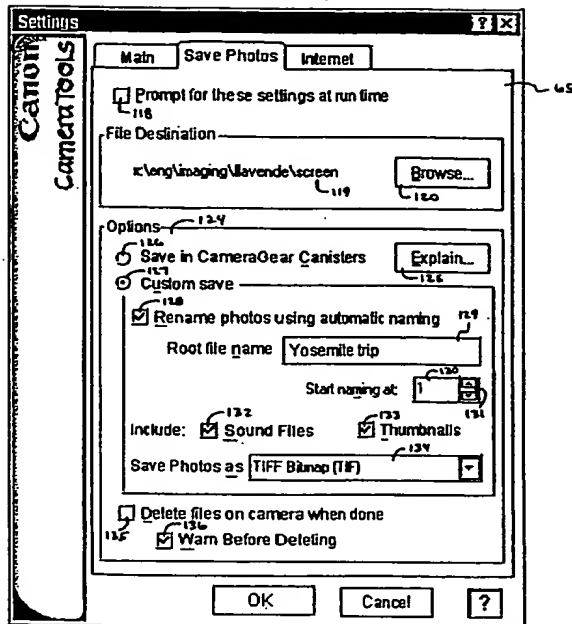 Settings ? X
Canon
CameraTools
Main Save Photos Internet
65
Prompt for these settings at run time
118
File Destination
\eng\imaging\llavende\screen Browse...
119 120
Options 124
126
Save in CameraGear Canisters Explain...
127 125
Custom save
128 129
Rename photos using automatic naming
Root file name Yosemite trip
130
Start naming at: 1
131
132 133
Include: Sound Files Thumbnails
134
Save Photos as TIFF Bitmap (TIF)
Delete files on camera when done
135 136
Warn Before Deleting
OK Cancel ?